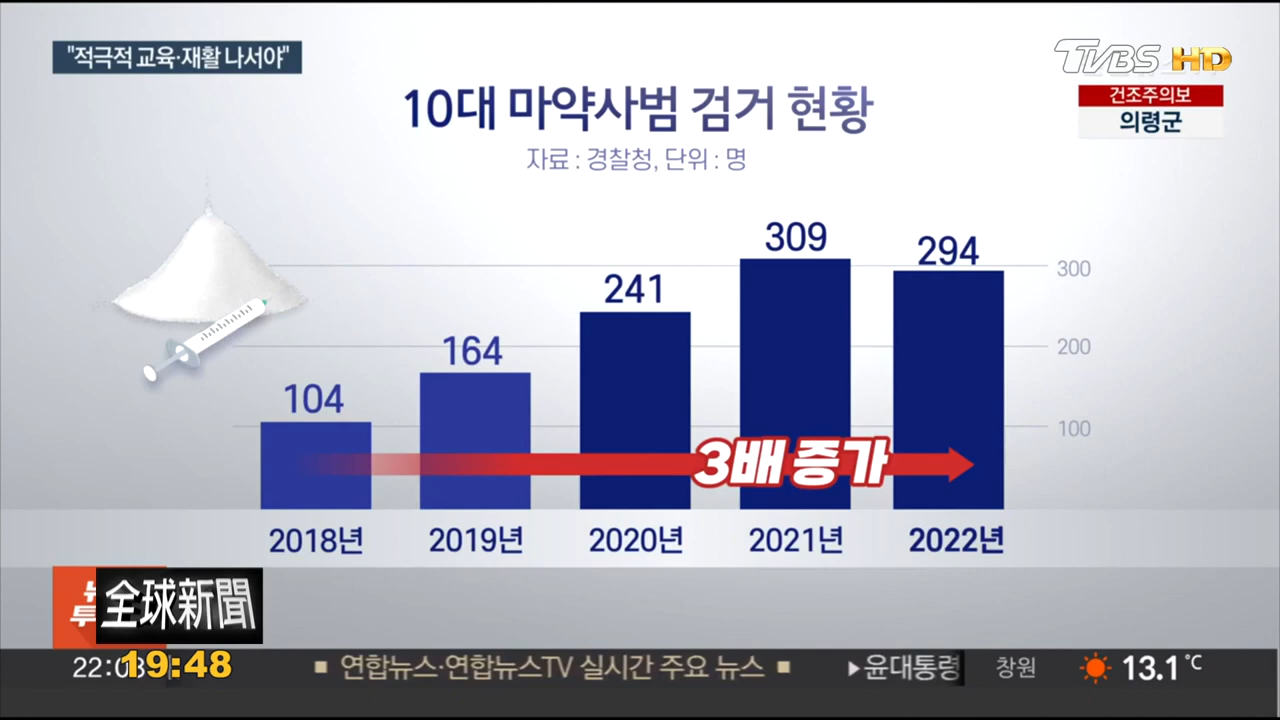 "적극적 교육·재활 나서야"
TVBS HD
건조주의보
의령군
10대 마약사범 검거 현황
자료 : 경찰청, 단위 : 명
104
164
241
309
294
300
200
100
3배 증가
2018년
2019년
2020년
2021년
2022년
全球新聞
19:48
■ 연합뉴스·연합뉴스TV 실시간 주요 뉴스 ■
▶윤대통령
창원
13.1℃